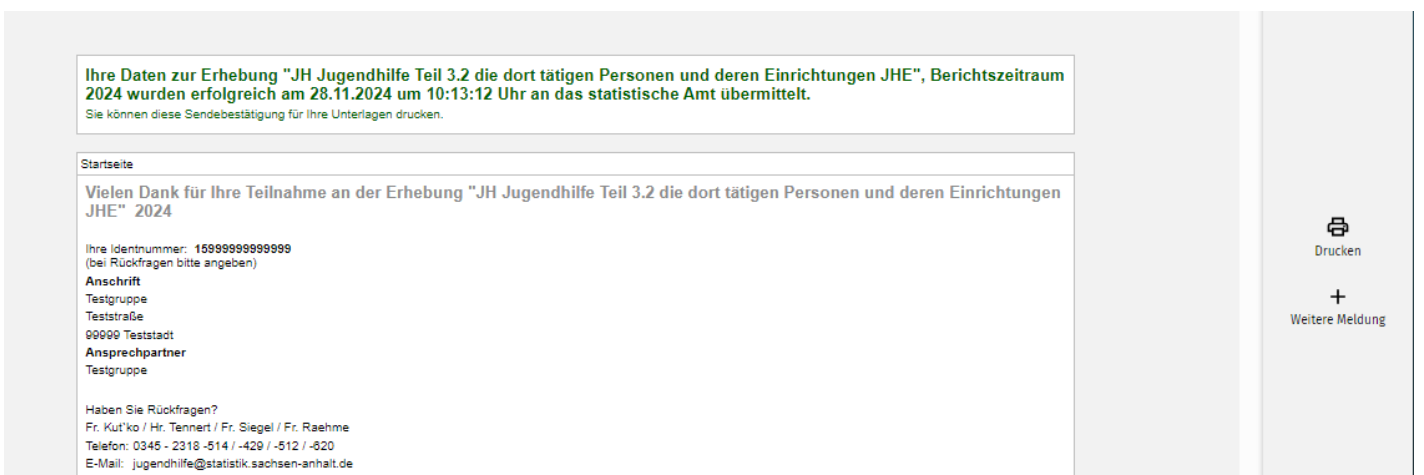 Ihre Daten zur Erhebung "JH Jugendhilfe Teil 3.2 die dort tätigen Personen und deren Einrichtungen JHE", Berichtszeitraum
2024 wurden erfolgreich am 28.11.2024 um 10:13:12 Uhr an das statistische Amt übermittelt.
Sie können diese Sendebestätigung für Ihre Unterlagen drucken.
Startseite
Vielen Dank für Ihre Teilnahme an der Erhebung "JH Jugendhilfe Teil 3.2 die dort tätigen Personen und deren Einrichtungen
JHE" 2024
Ihre Identnummer: 15999999999999
(bei Rückfragen bitte angeben)
Anschrift
Testgruppe
Teststraße
99999 Teststadt
Ansprechpartner
Testgruppe
Haben Sie Rückfragen?
Fr. Kut'ko / Hr. Tennert / Fr. Siegel / Fr. Raehme
Telefon: 0345 - 2318 -514 / -429 / -512 / -620
E-Mail: jugendhilfe@statistik.sachsen-anhalt.de
Drucken
Weitere Meldung